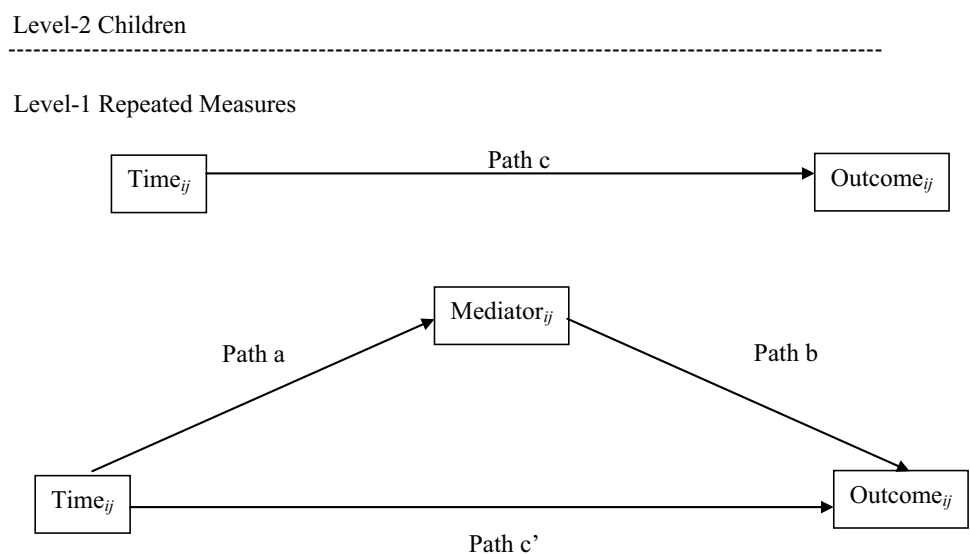 Level-2 Children
Level-1 Repeated Measures
Path c
Timeij
Outcomeij
Mediatorij
Path a
Path b
Timeij
Outcomeij
Path c’